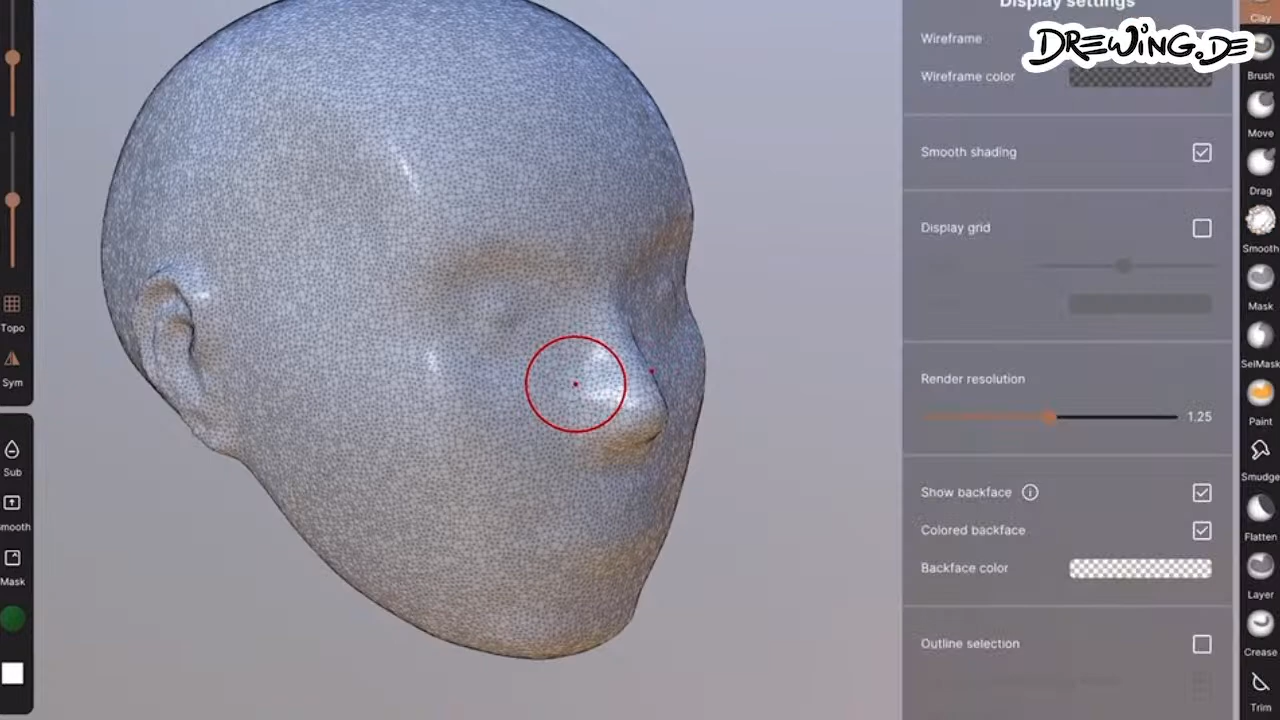 Display settings
DREWING.DE
Wireframe
Wireframe color
Smooth shading
Display grid
Render resolution
1.25
Show backface
Colored backface
Backface color
Outline selection
Topo
Sym
Sub
mooth
Mask
Clay
Brush
Move
Drag
Smooth
Mask
SelMask
Paint
Smudge
Flatten
Layer
Crease
Trim